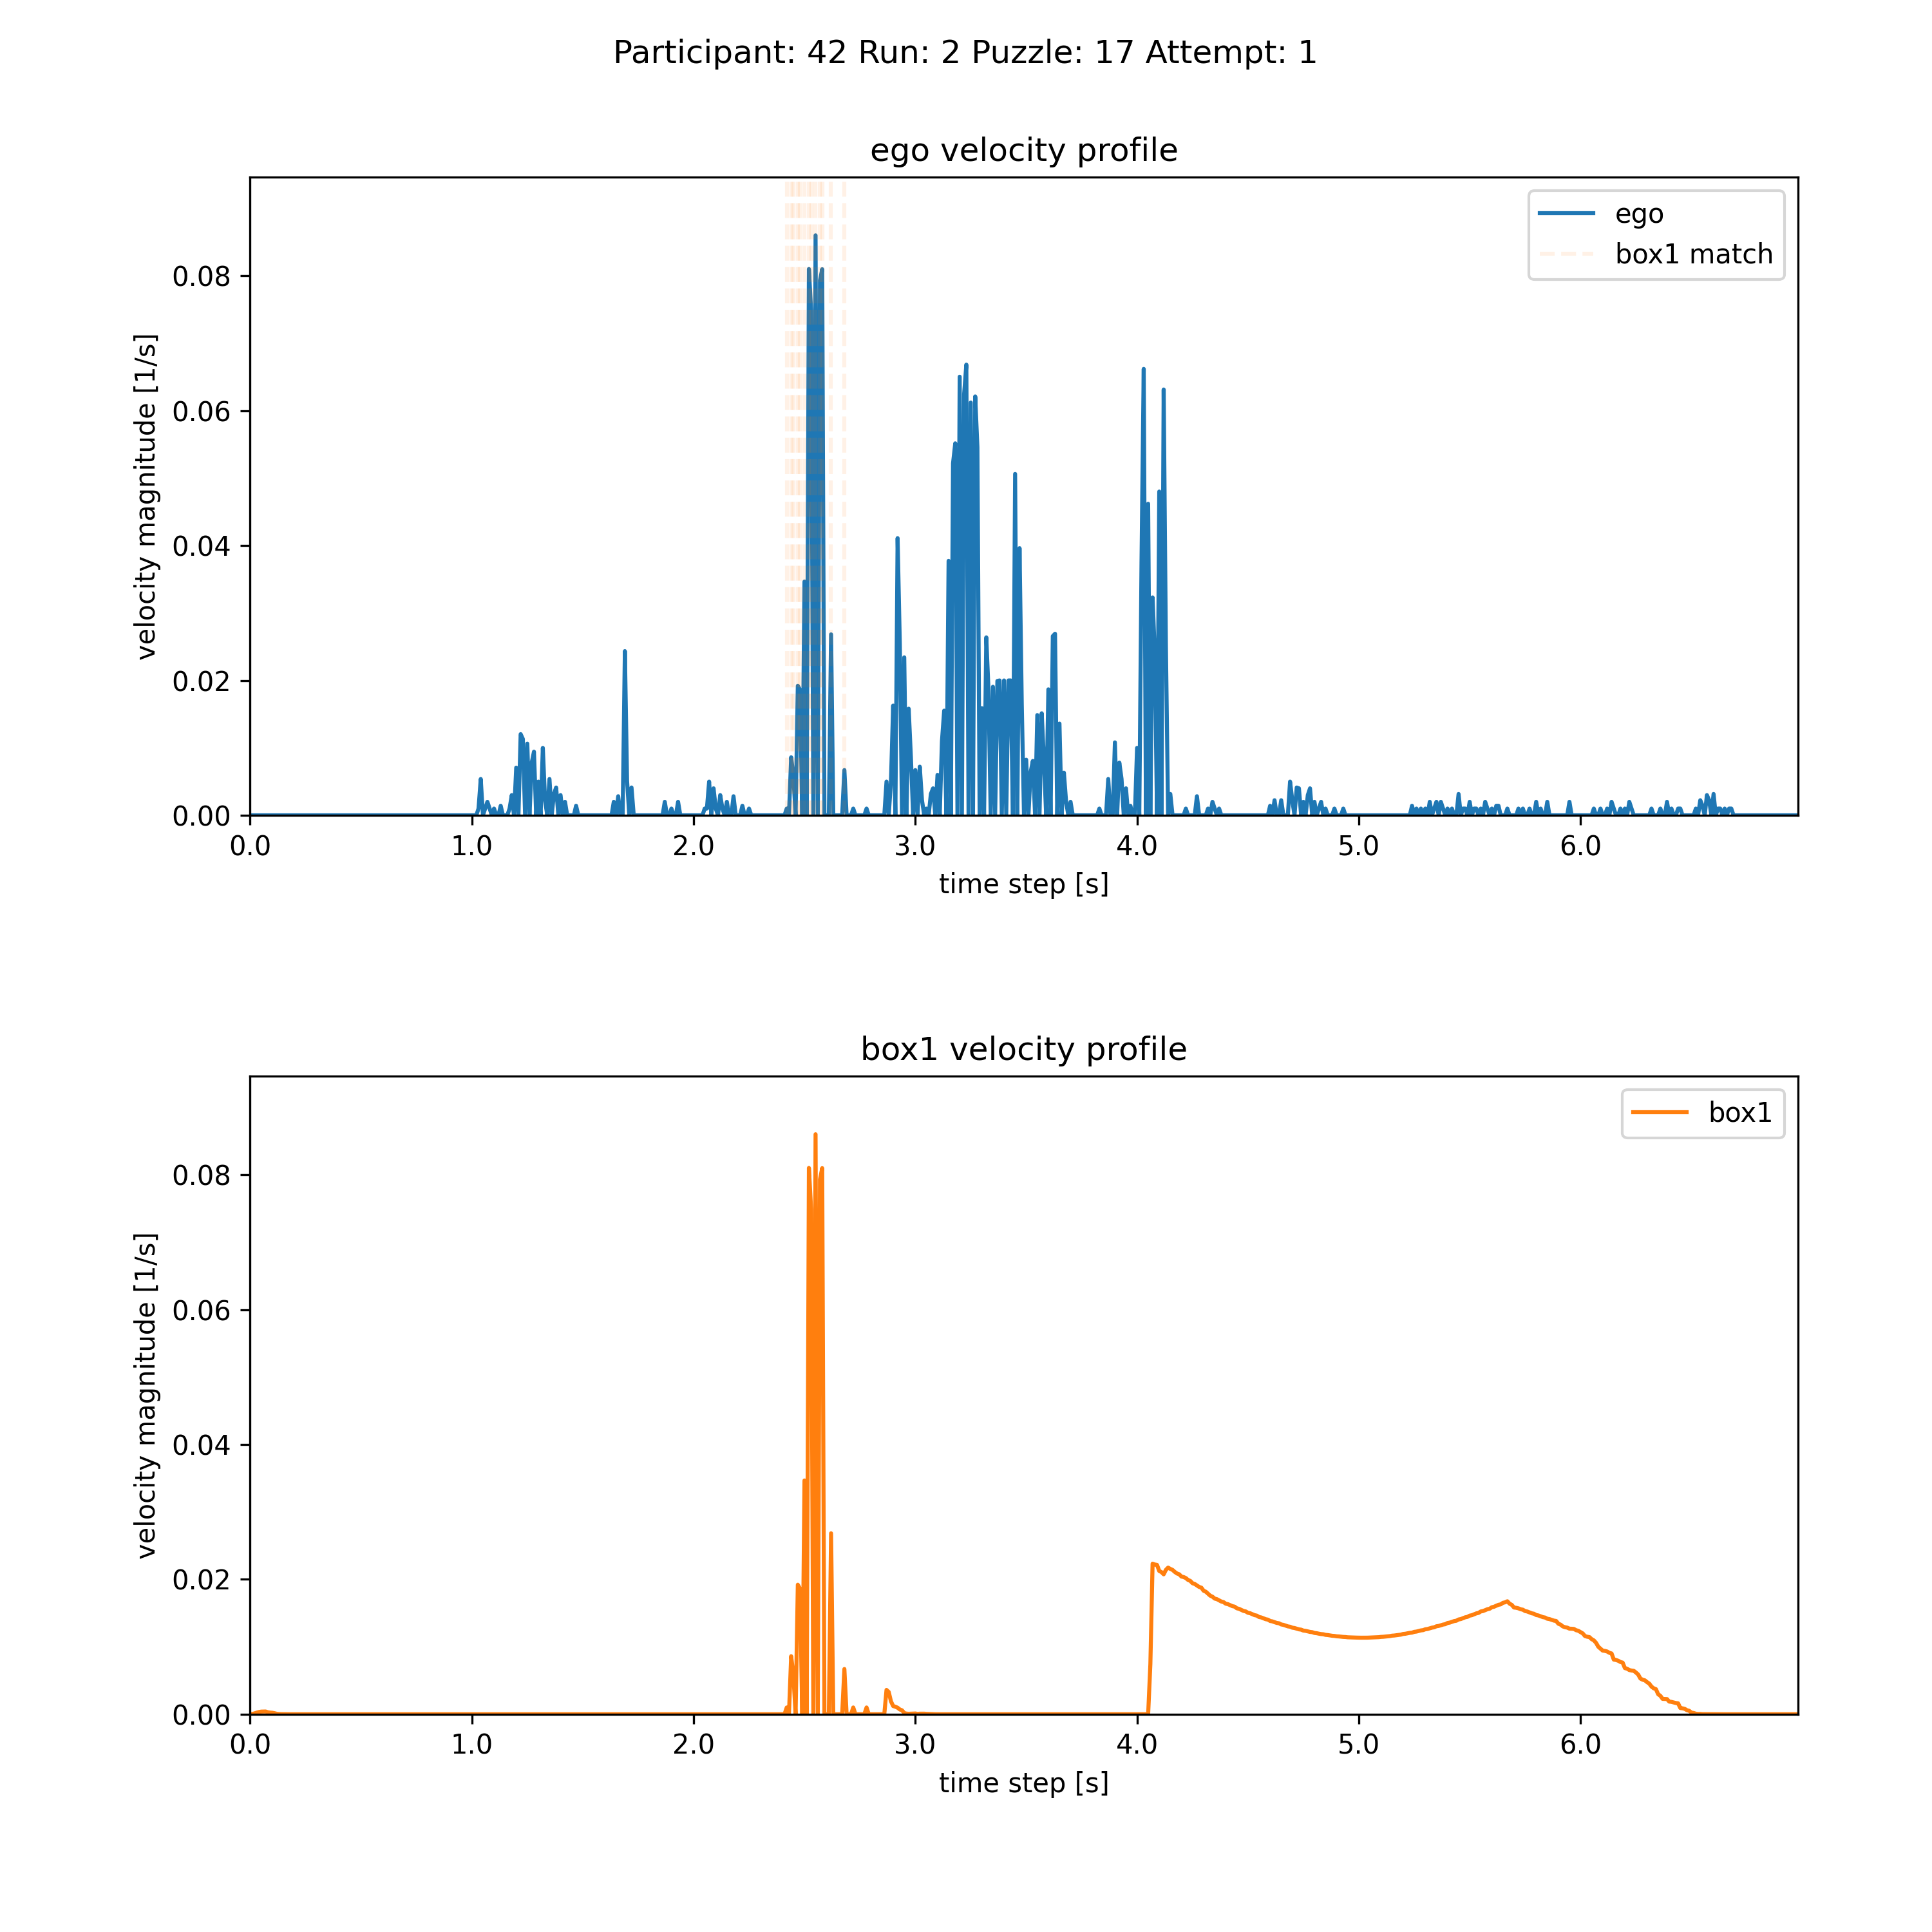 Participant: 42 Run: 2 Puzzle: 17 Attempt: 1
ego velocity profile
ego
box1 match
velocity magnitude [1/s]
0.08
0.06
0.04
0.02
0.00
0.0 1.0 2.0 3.0 4.0 5.0 6.0
time step [s]
box1 velocity profile
box1
velocity magnitude [1/s]
0.08
0.06
0.04
0.02
0.00
0.0 1.0 2.0 3.0 4.0 5.0 6.0
time step [s]